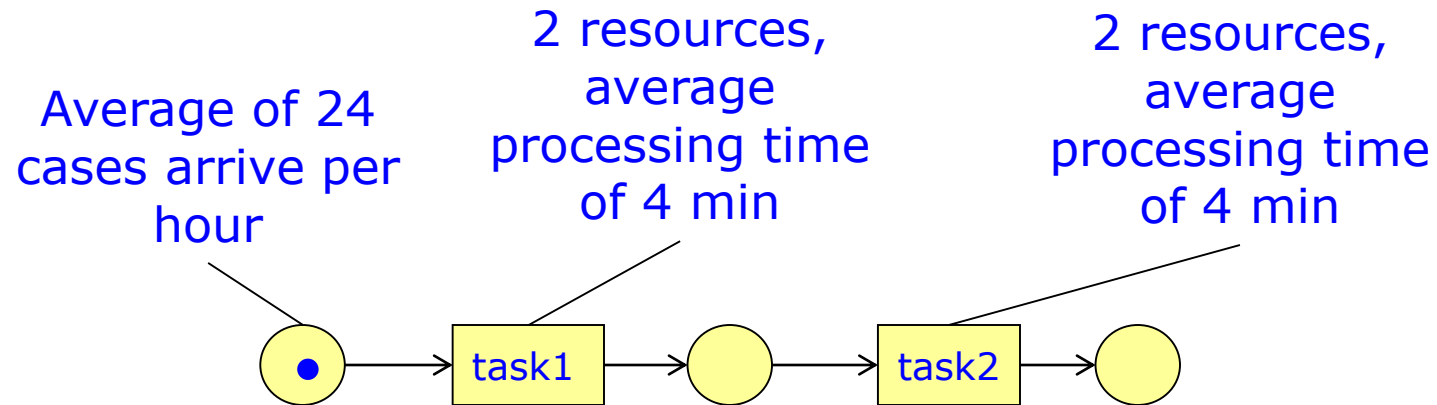 Average of 24
cases arrive per
hour
2 resources,
average
processing time
of 4 min
2 resources,
average
processing time
of 4 min
task1
task2